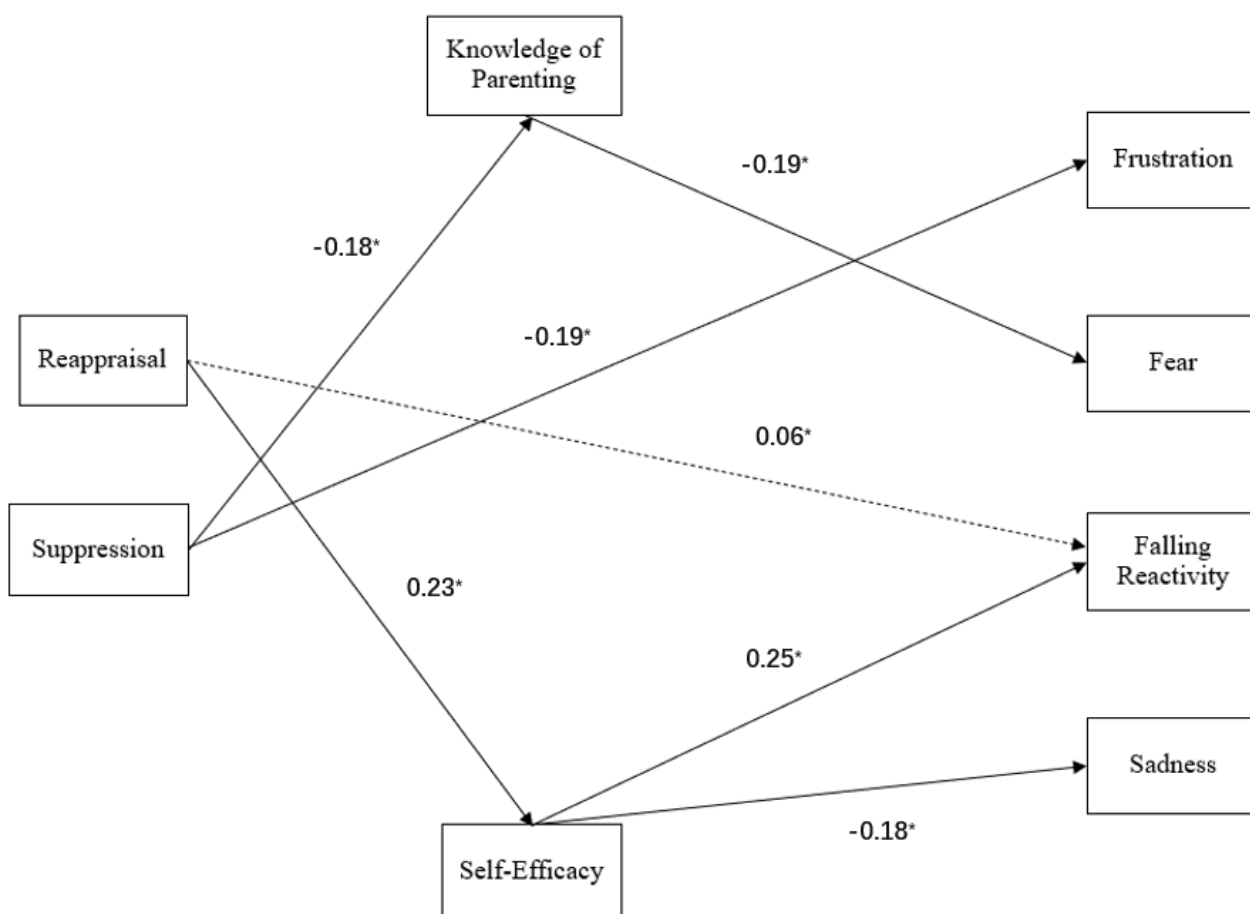 Knowledge of
Parenting
Frustration
-0.19*
-0.18*
Reappraisal
-0.19*
Fear
0.06*
Suppression
Falling
Reactivity
0.23*
0.25*
Sadness
-0.18*
Self-Efficacy